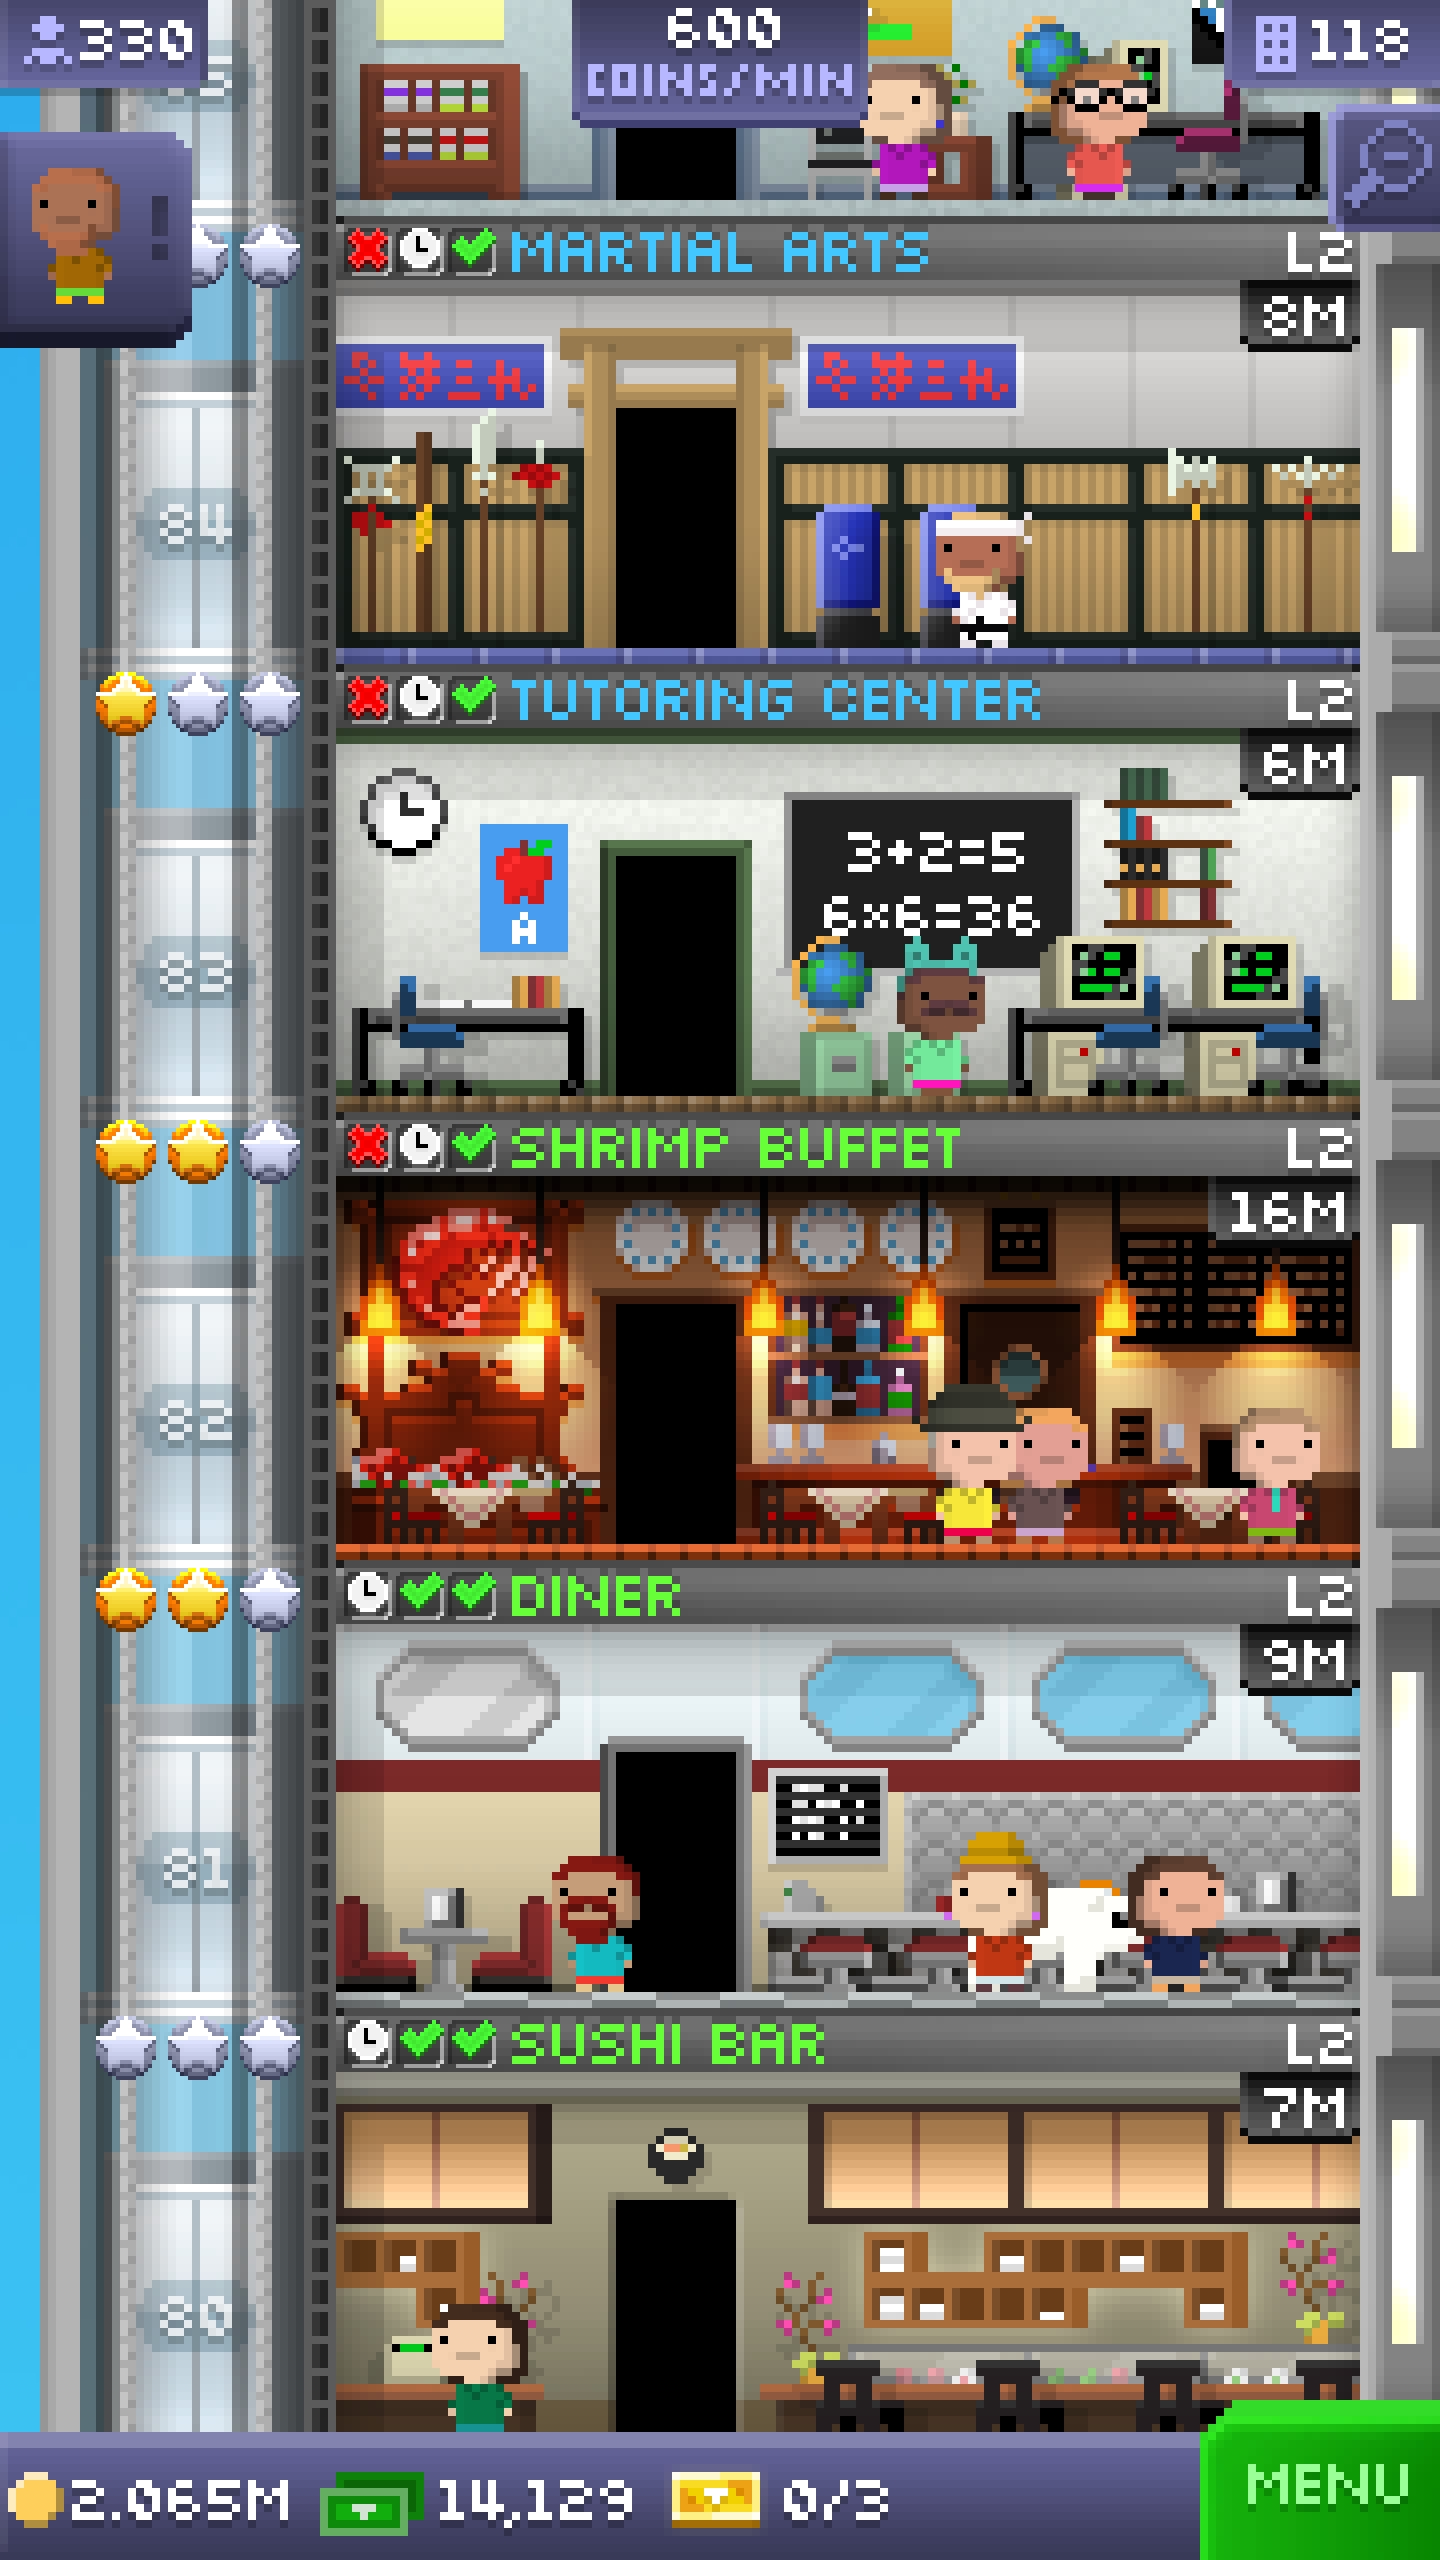 330
600
COINS/MIN
118
MARTIAL ARTS
L2
8M
84
TUTORING CENTER
L2
6M
3+2=5
6×6=36
A
83
SHRIMP BUFFET
L2
16M
82
DINER
L2
9M
81
SUSHI BAR
L2
7M
80
2.065M
14,129
0/3
MENU